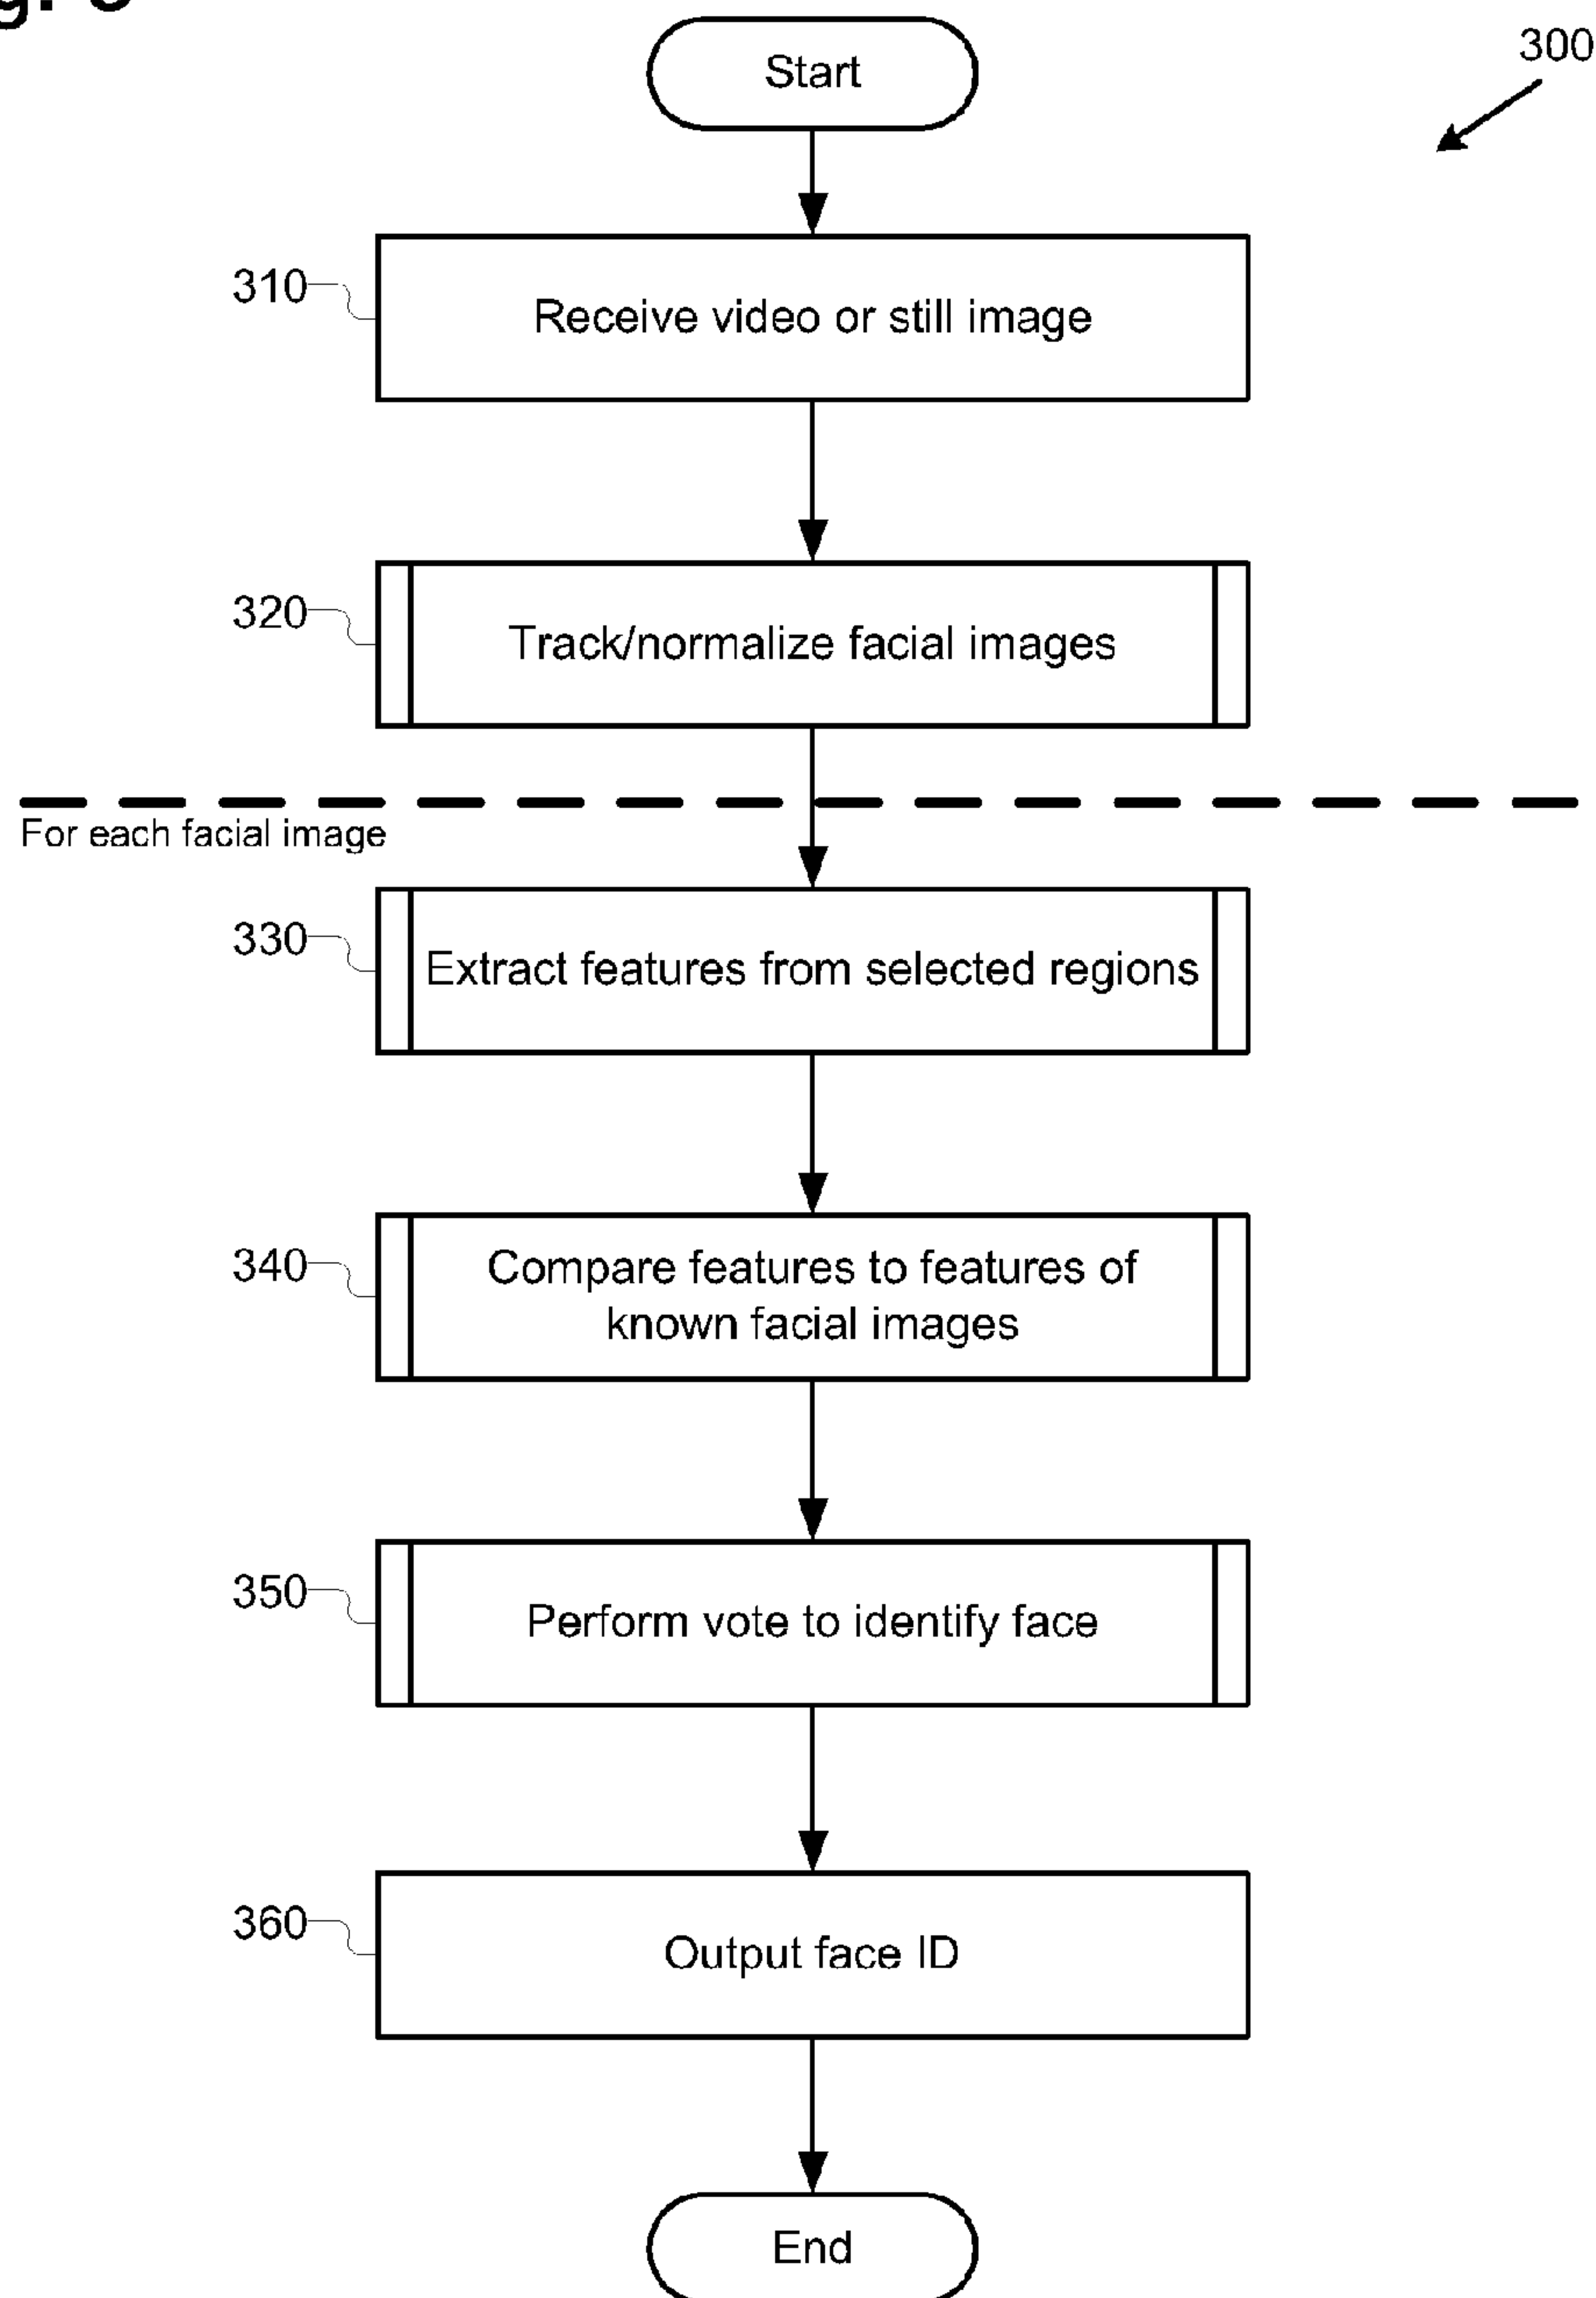 Start
300
310
Receive video or still image
320
Track/normalize facial images
For each facial image
330
Extract features from selected regions
340
Compare features to features of
known facial images
350
Perform vote to identify face
360
Output face ID
End